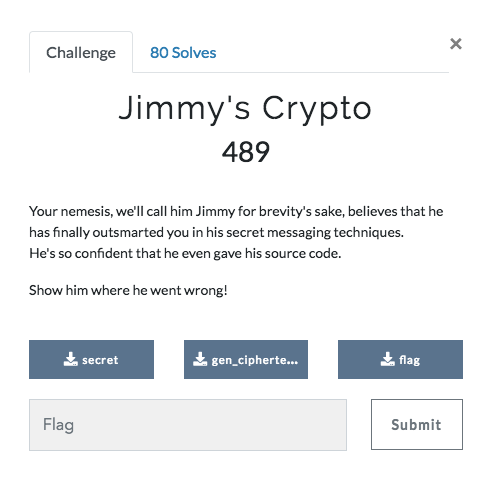 Challenge
80 Solves
×
Jimmy's Crypto
489
Your nemesis, we'll call him Jimmy for brevity's sake, believes that he
has finally outsmarted you in his secret messaging techniques.
He's so confident that he even gave his source code.
Show him where he went wrong!
secret
gen_cipherte...
flag
Flag
Submit